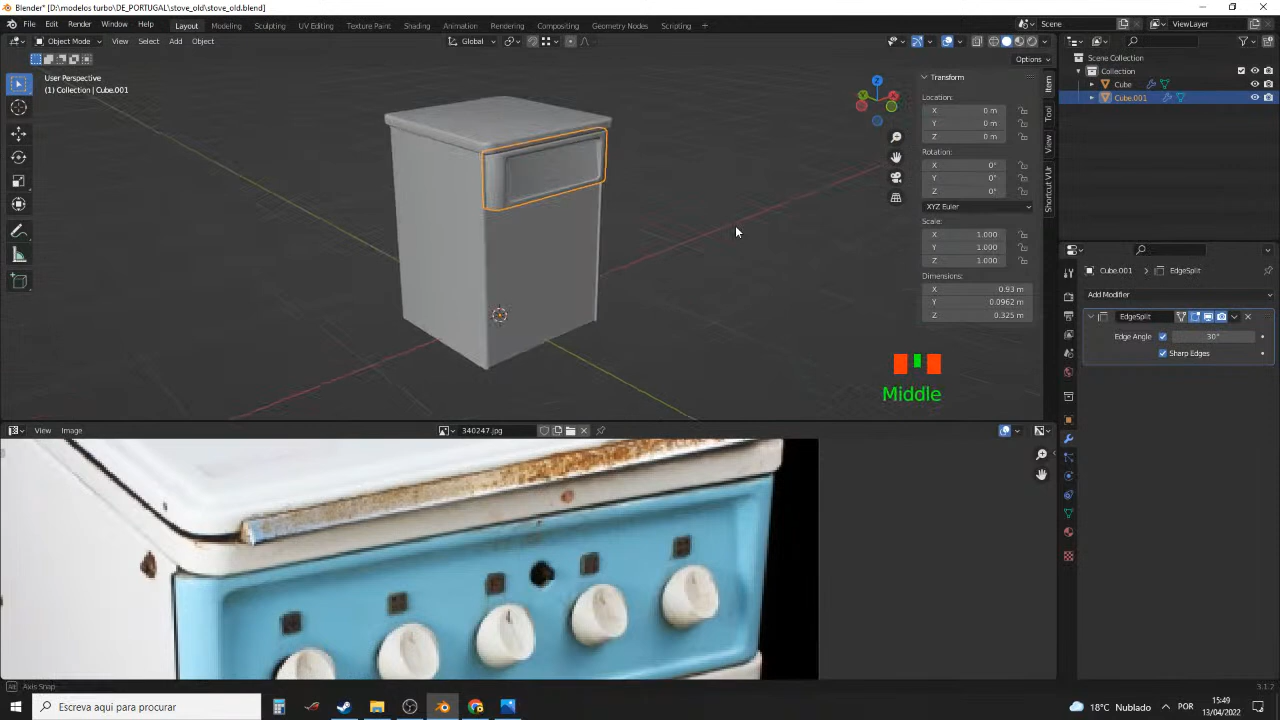 Blender* [D:\modelos turbo\DE_PORTUGAL\stove_old\stove_old.blend]
File Edit Render Window Help Layout Modeling Sculpting UV Editing Texture Paint Shading Animation Rendering Compositing Geometry Nodes Scripting + Scene ViewLayer
Object Mode View Select Add Object Global
Options
User Perspective
(1) Collection | Cube.001
Transform
Location:
X 0 m
Y 0 m
Z 0 m
Rotation:
X 0°
Y 0°
Z 0°
XYZ Euler
Scale:
X 1.000
Y 1.000
Z 1.000
Dimensions:
X 0.93 m
Y 0.0962 m
Z 0.325 m
Item
Tool
View
Shortcut VUr
Z
Y
X
Middle
Scene Collection
Collection
Cube
Cube.001
Cube.001 EdgeSplit
Add Modifier
EdgeSplit
Edge Angle 30°
Sharp Edges
View Image 340247.jpg
Axis Snap
Escreva aqui para procurar
18°C Nublado POR 15:49
13/04/2022